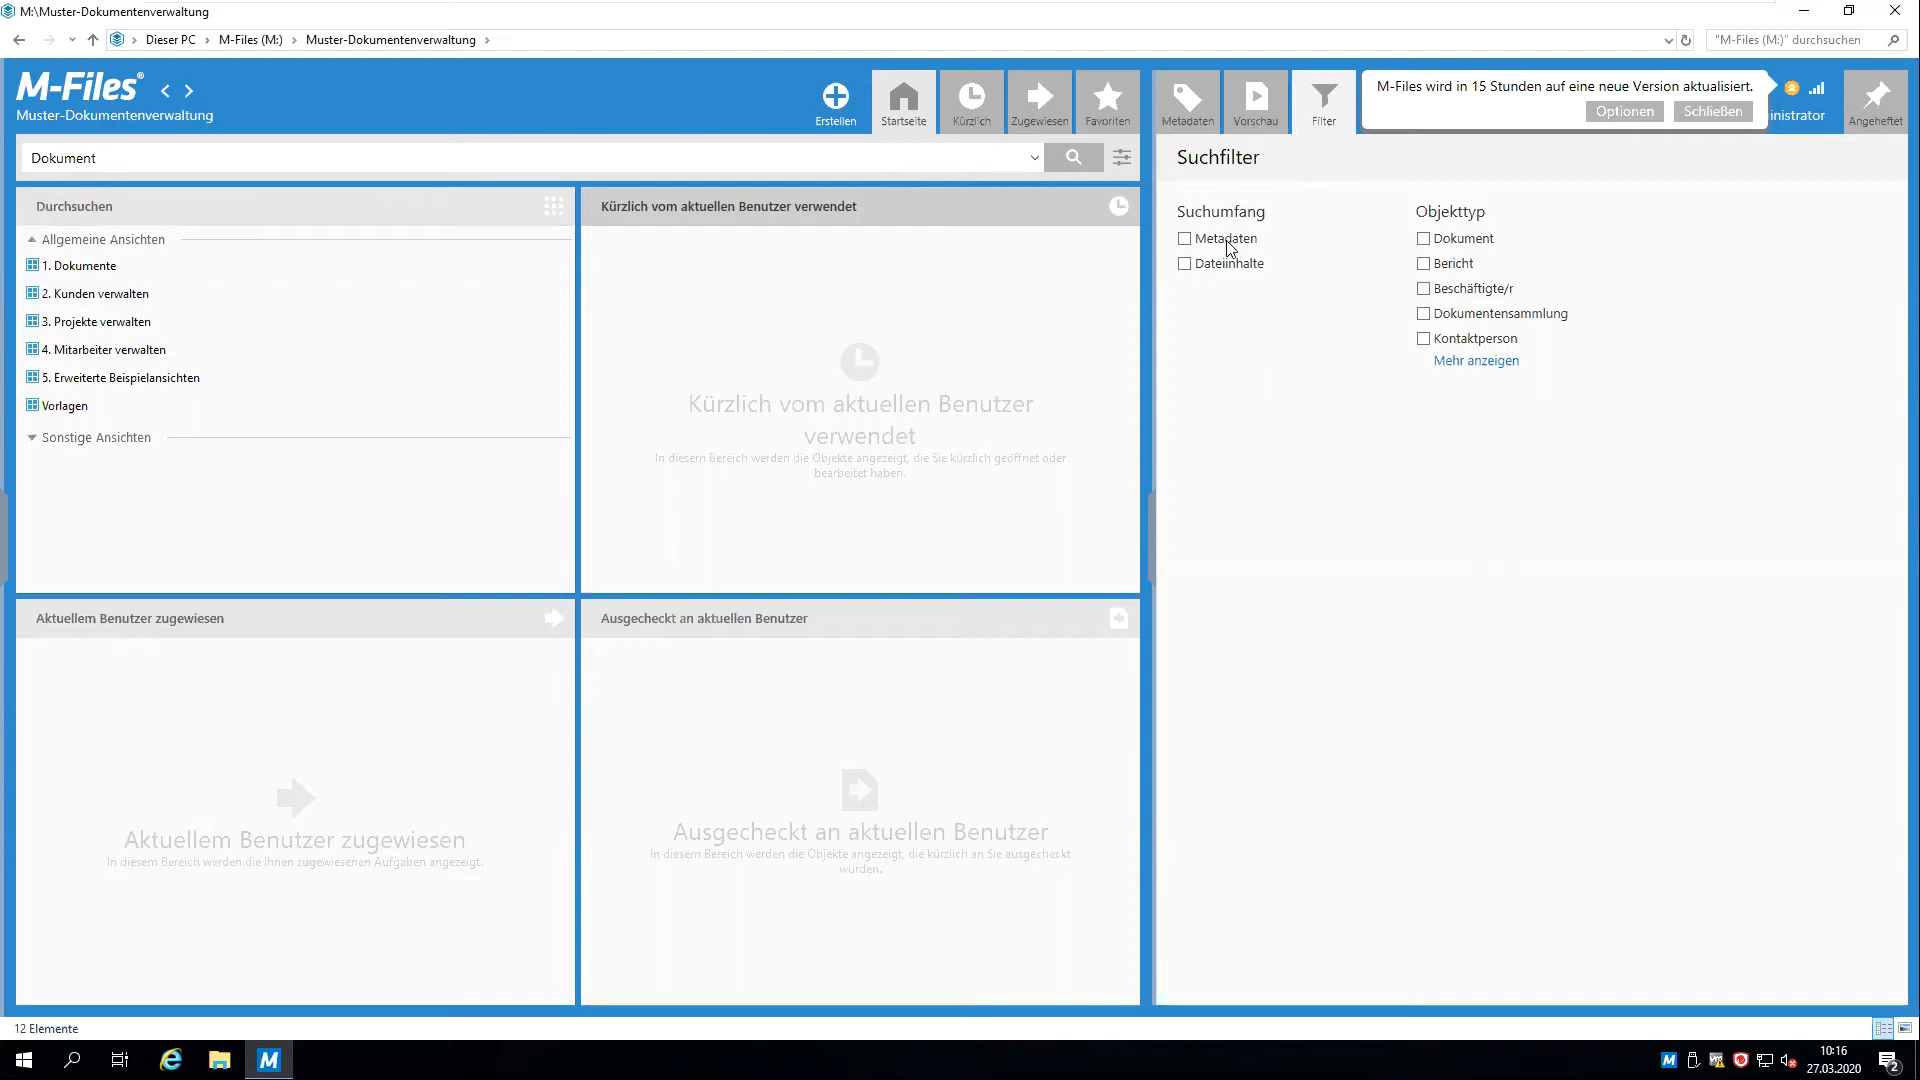 M:\Muster-Dokumentenverwaltung
Dieser PC
M-Files (M:)
Muster-Dokumentenverwaltung
"M-Files (M:)" durchsuchen
M-Files®
Muster-Dokumentenverwaltung
Erstellen
Startseite
Kürzlich
Zugewiesen
Favoriten
Metadaten
Vorschau
Filter
M-Files wird in 15 Stunden auf eine neue Version aktualisiert.
Optionen
Schließen
inistrator
Angeheftet
Dokument
Suchfilter
Suchumfang
Metadaten
Dateiinhalte
Objekttyp
Dokument
Bericht
Beschäftigte/r
Dokumentensammlung
Kontaktperson
Mehr anzeigen
Durchsuchen
Allgemeine Ansichten
1. Dokumente
2. Kunden verwalten
3. Projekte verwalten
4. Mitarbeiter verwalten
5. Erweiterte Beispielansichten
Vorlagen
Sonstige Ansichten
Kürzlich vom aktuellen Benutzer verwendet
Kürzlich vom aktuellen Benutzer
verwendet
In diesem Bereich werden die Objekte angezeigt, die Sie kürzlich geöffnet oder
bearbeitet haben.
Aktuellem Benutzer zugewiesen
Aktuellem Benutzer zugewiesen
In diesem Bereich werden die Ihnen zugewiesenen Aufgaben angezeigt.
Ausgecheckt an aktuellen Benutzer
Ausgecheckt an aktuellen Benutzer
In diesem Bereich werden die Objekte angezeigt, die kürzlich an Sie ausgecheckt
wurden.
12 Elemente
M
M
10:16
27.03.2020
2